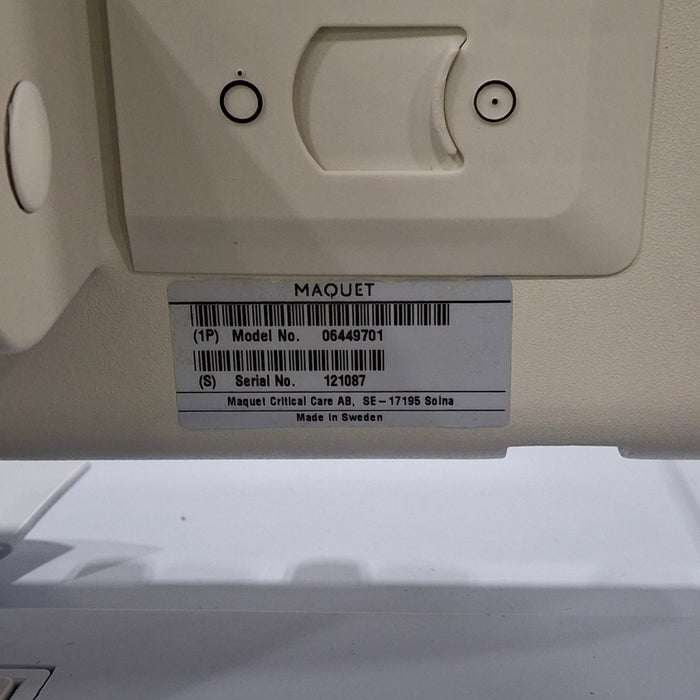 MAQUET
(1P) Model No. 06449701
(S) Serial No. 121087
Maquet Critical Care AB, SE-17195 Solna
Made in Sweden